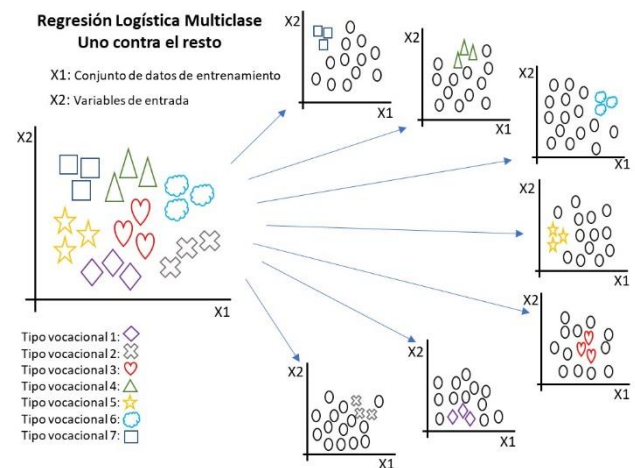 Regresión Logística Multiclase
Uno contra el resto
X1: Conjunto de datos de entrenamiento
X2: Variables de entrada
X2
X1
X2
X1
X2
X1
X2
X1
X2
X1
X2
X1
X2
X1
X2
X1
Tipo vocacional 1:
Tipo vocacional 2:
Tipo vocacional 3:
Tipo vocacional 4:
Tipo vocacional 5:
Tipo vocacional 6:
Tipo vocacional 7: